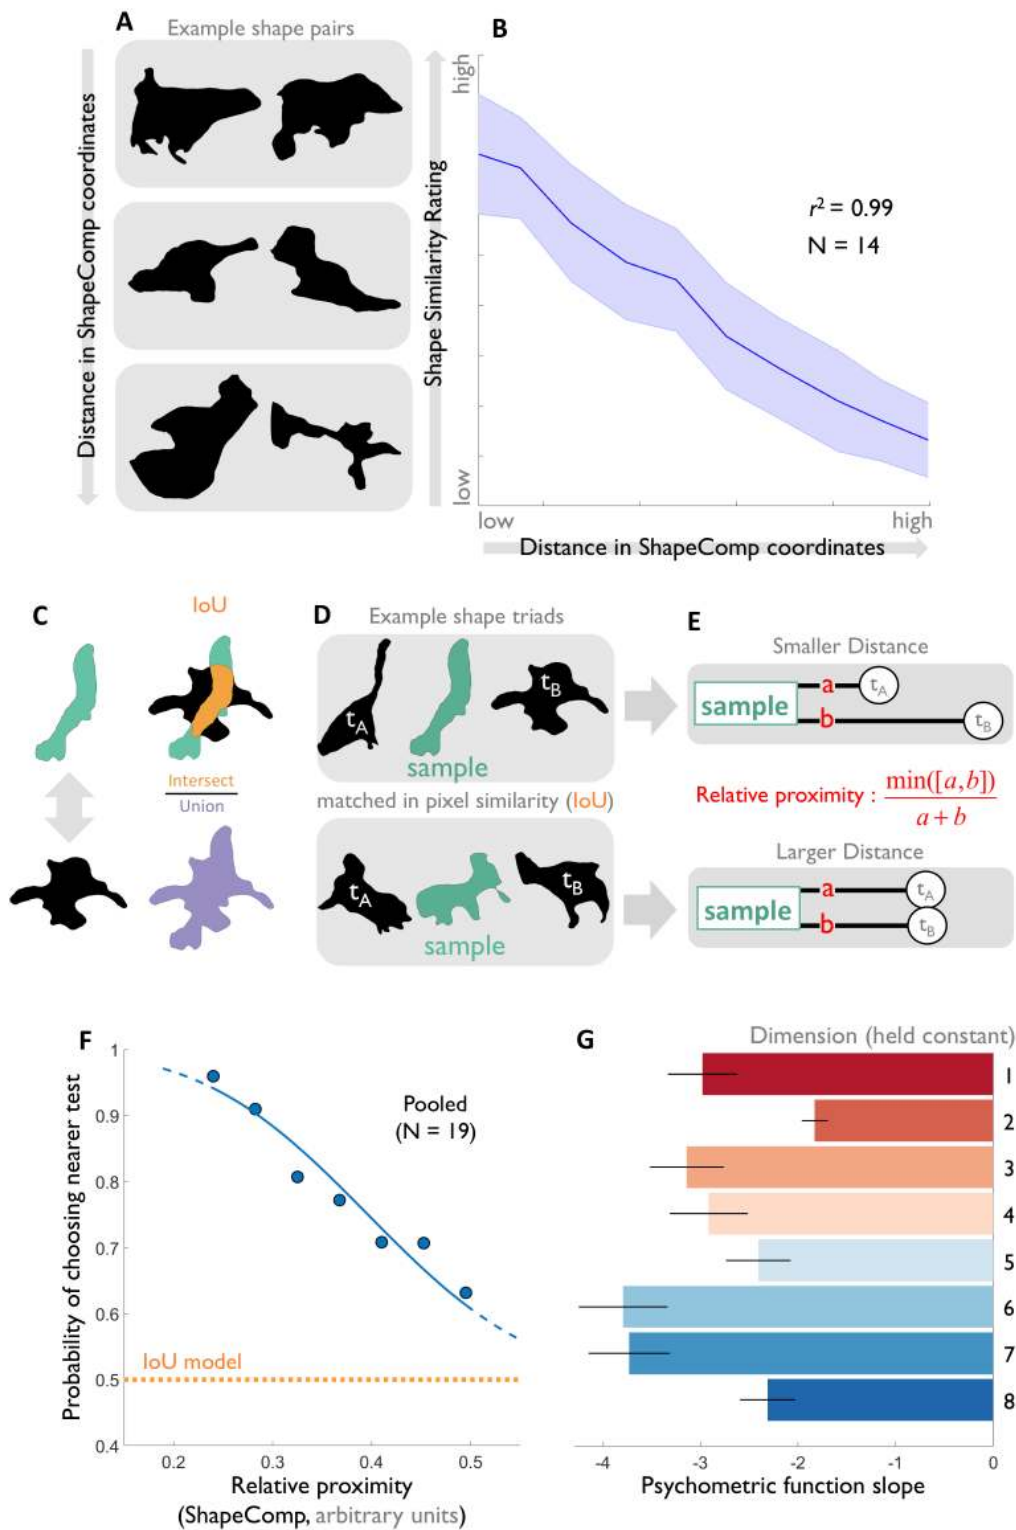 A
Example shape pairs
Distance in ShapeComp coordinates
B
high
Shape Similarity Rating
low
r² = 0.99
N = 14
low
high
Distance in ShapeComp coordinates
C
IoU
Intersect
Union
D
Example shape triads
tA
sample
tB
matched in pixel similarity (IoU)
tA
sample
tB
E
Smaller Distance
sample
a
tA
b
tB
Relative proximity : min([a,b])
a + b
Larger Distance
sample
a
tA
b
tB
F
Probability of choosing nearer test
1
0.9
0.8
0.7
0.6
0.5
0.4
Pooled
(N = 19)
IoU model
0.2
0.3
0.4
0.5
Relative proximity
(ShapeComp, arbitrary units)
G
Dimension (held constant)
1
2
3
4
5
6
7
8
-4
-3
-2
-1
0
Psychometric function slope